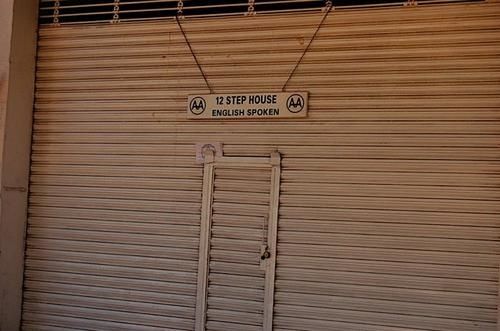 AA 12 STEP HOUSE AA
ENGLISH SPOKEN